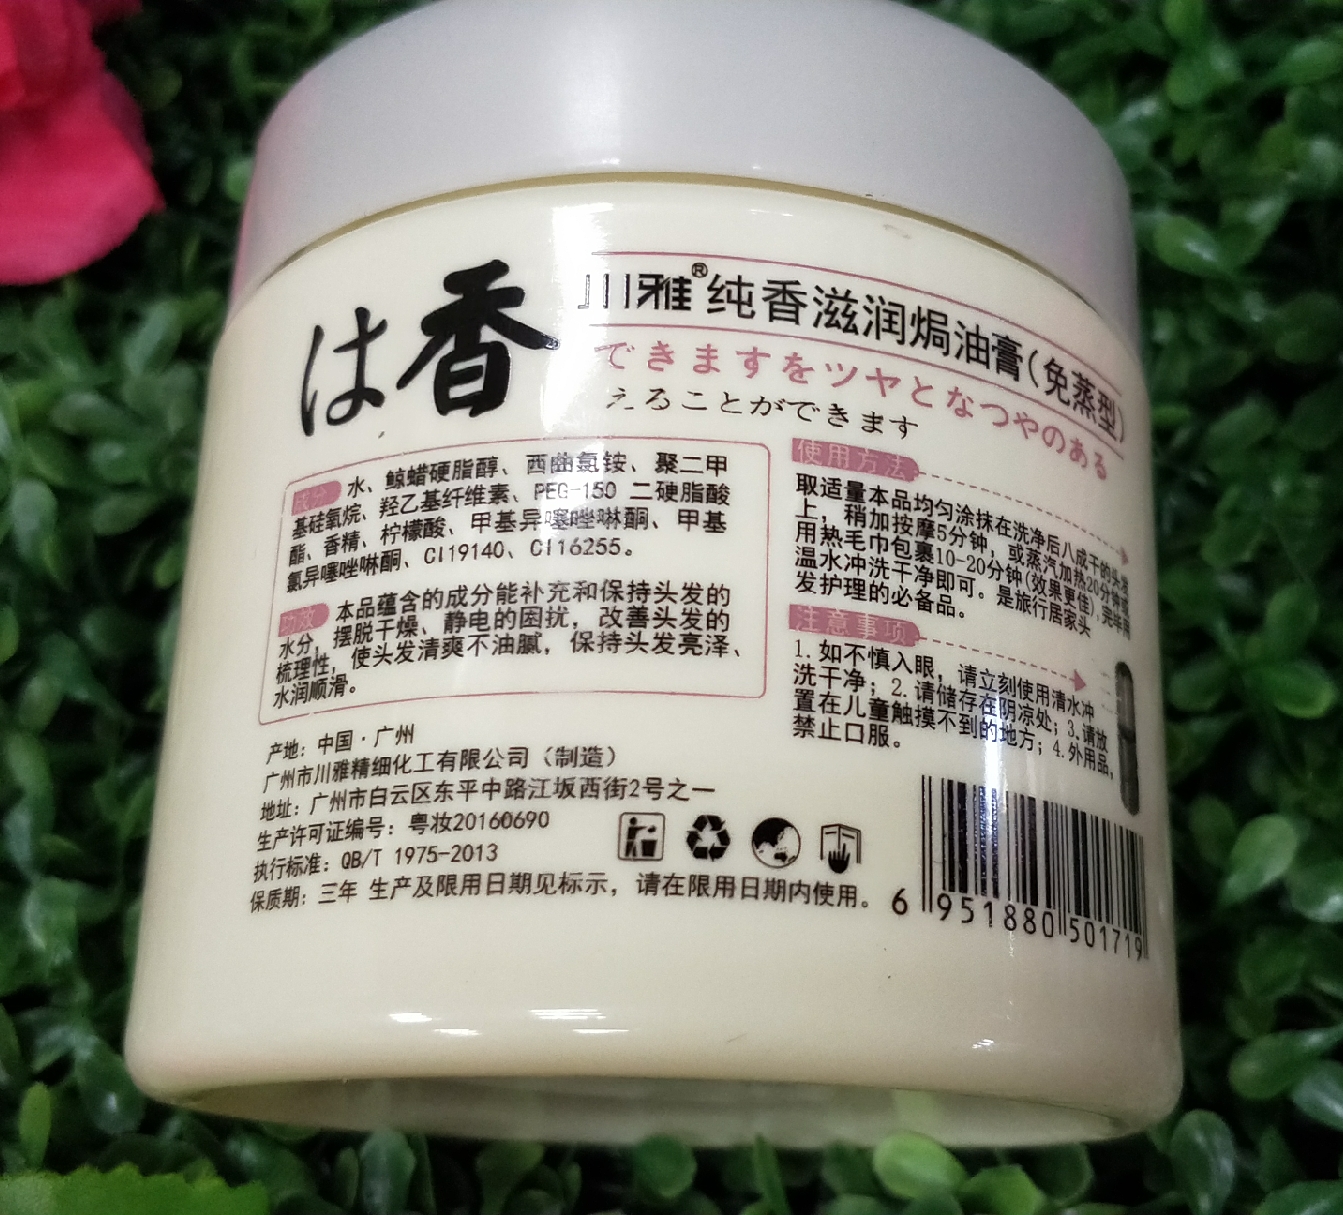 は香
川雅®纯香滋润焗油膏(免蒸型)
できますをツヤとなつやのある
えることができます
成分 水、鲸蜡硬脂醇、西曲氯铵、聚二甲
基硅氧烷、羟乙基纤维素、PEG-150 二硬脂酸
酯、香精、柠檬酸、甲基异噻唑啉酮、甲基
氯异噻唑啉酮、CI19140、CI16255。
功效 本品蕴含的成分能补充和保持头发的
水分，摆脱干燥、静电的困扰，改善头发的
梳理性，使头发清爽不油腻，保持头发亮泽、
水润顺滑。
使用方法
取适量本品均匀涂抹在洗净后八成干的头发
上，稍加按摩5分钟，或蒸汽加热20分钟或
用热毛巾包裹10-20分钟(效果更佳),完毕用
温水冲洗干净即可。是旅行居家头
发护理的必备品。
注意事项
1.如不慎入眼，请立刻使用清水冲
洗干净；2.请储存在阴凉处；3.请放
置在儿童触摸不到的地方；4.外用品，
禁止口服。
产地：中国·广州
广州市川雅精细化工有限公司（制造）
地址：广州市白云区东平中路江坂西街2号之一
生产许可证编号：粤妆20160690
执行标准：QB/T 1975-2013
保质期：三年 生产及限用日期见标示，请在限用日期内使用。
6 951880 501719